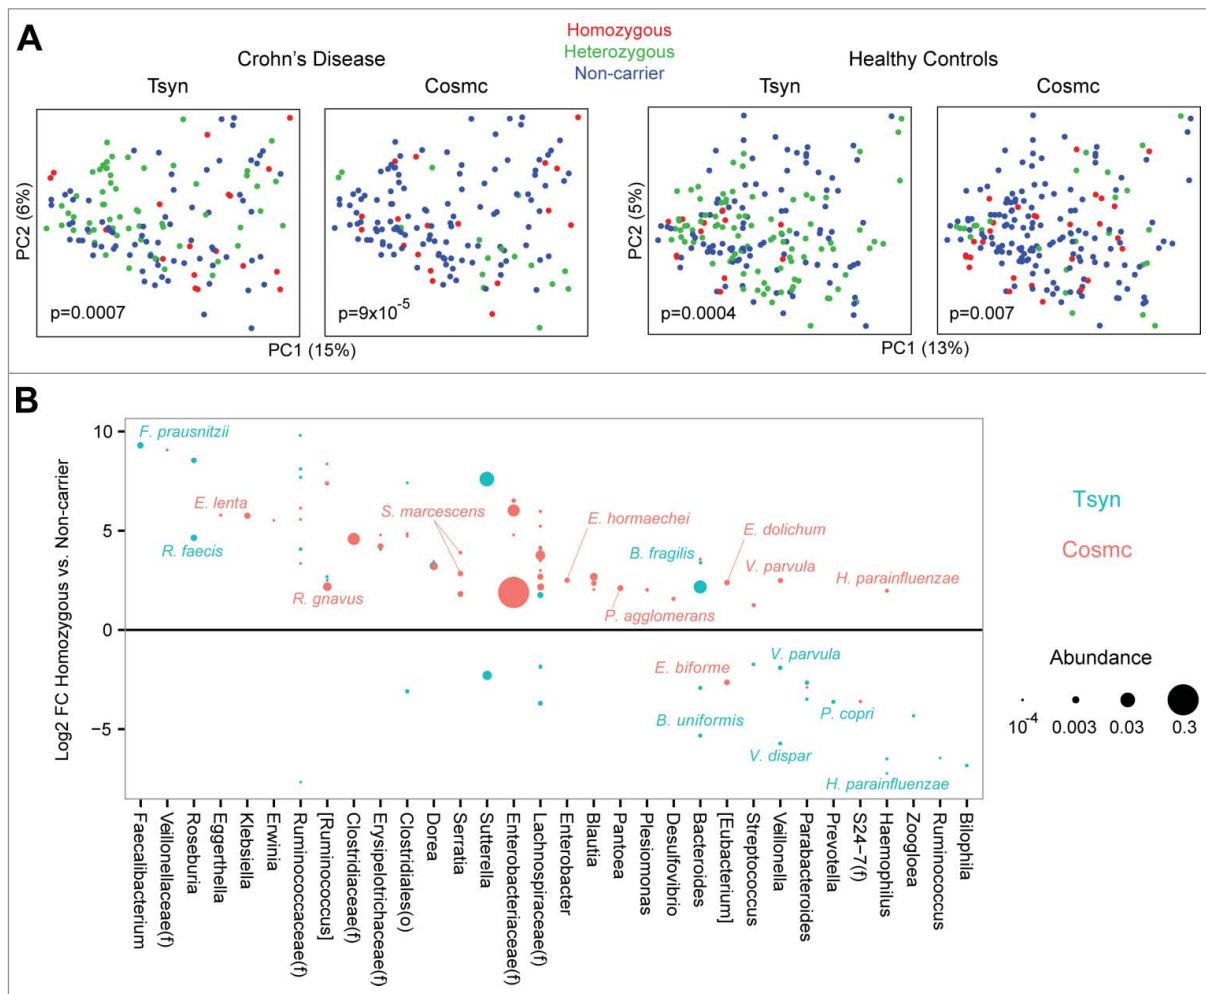 A
Homozygous
Heterozygous
Non-carrier
Crohn's Disease
Healthy Controls
Tsyn
Cosmc
Tsyn
Cosmc
PC2 (6%)
p=0.0007
p=9x10-5
PC1 (15%)
PC2 (5%)
p=0.0004
p=0.007
PC1 (13%)
B
Log2 FC Homozygous vs. Non-carrier
10
5
0
−5
F. prausnitzii
E. lenta
R. faecis
R. gnavus
S. marcescens
E. hormaechei
P. agglomerans
B. fragilis
E. dolichum
V. parvula
H. parainfluenzae
E. biforme
B. uniformis
V. parvula
V. dispar
P. copri
H. parainfluenzae
Tsyn
Cosmc
Abundance
10-4 0.003 0.03 0.3
Faecalibacterium
Veillonellaceae(f)
Roseburia
Eggerthella
Klebsiella
Erwinia
Ruminococcaceae(f)
[Ruminococcus]
Clostridiaceae(f)
Erysipelotrichaceae(f)
Clostridiales(o)
Dorea
Serratia
Sutterella
Enterobacteriaceae(f)
Lachnospiraceae(f)
Enterobacter
Blautia
Pantoea
Plesiomonas
Desulfovibrio
Bacteroides
[Eubacterium]
Streptococcus
Veillonella
Parabacteroides
Prevotella
S24−7(f)
Haemophilus
Zoogloea
Ruminococcus
Bilophila